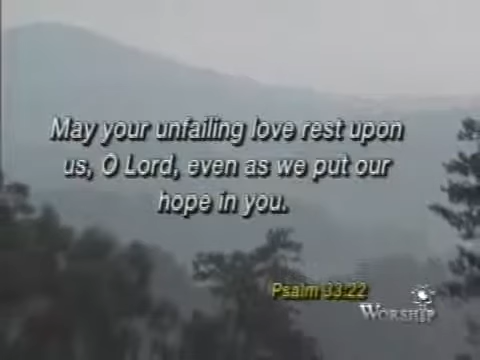 May your unfailing love rest upon
us, O Lord, even as we put our
hope in you.
Psalm 33:22
WORSHIP